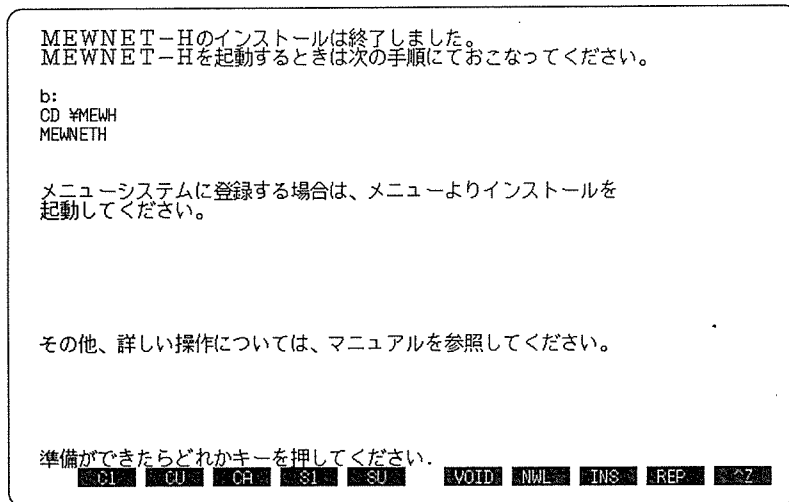 MEWNET-Hのインストールは終了しました。
MEWNET-Hを起動するときは次の手順にておこなってください。
b:
CD ¥MEWH
MEWNETH
メニューシステムに登録する場合は、メニューよりインストールを
起動してください。
その他、詳しい操作については、マニュアルを参照してください。
準備ができたらどれかキーを押してください.
C1 CU CA S1 SU VOID NWL INS REP ^Z